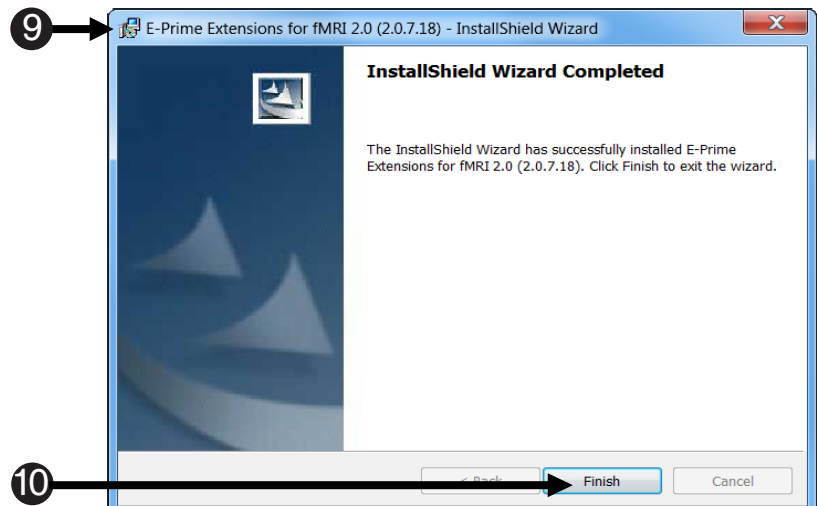 9
E-Prime Extensions for fMRI 2.0 (2.0.7.18) - InstallShield Wizard
InstallShield Wizard Completed
The InstallShield Wizard has successfully installed E-Prime
Extensions for fMRI 2.0 (2.0.7.18). Click Finish to exit the wizard.
10
< Back Finish Cancel